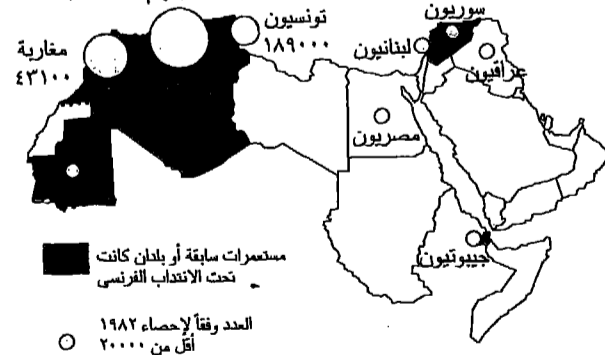 تونسيون
١٨٩٠٠٠
مغاربة
٤٣١٠٠
سوريون
لبنانيون
عراقيون
مصريون
جيبوتيون
مستعمرات سابقة أو بلدان كانت
تحت الانتداب الفرنسى
العدد وفقاً لإحصاء ١٩٨٢
أقل من ٢٠٠٠٠